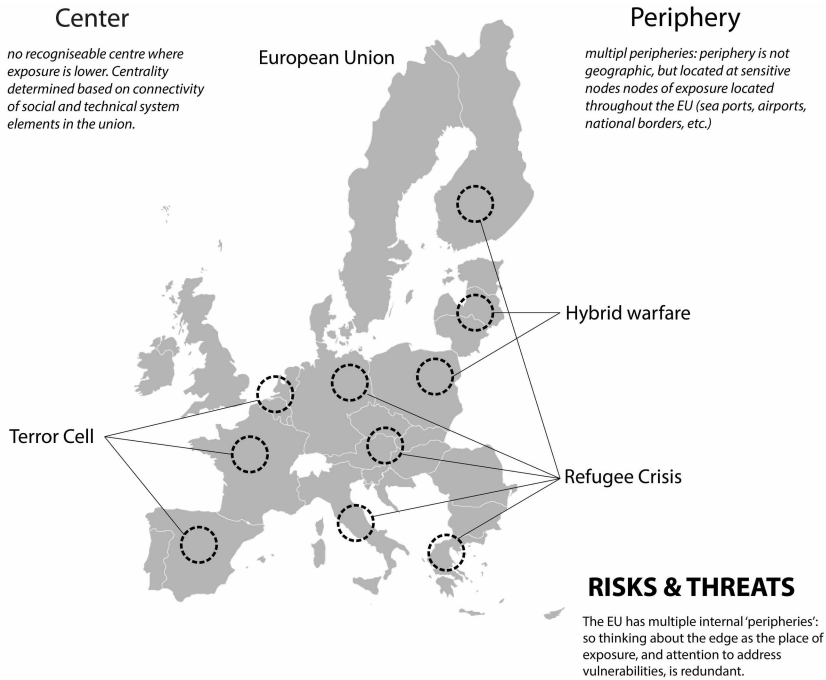 Center
no recogniseable centre where
exposure is lower. Centrality
determined based on connectivity
of social and technical system
elements in the union.
European Union
Periphery
multipl peripheries: periphery is not
geographic, but located at sensitive
nodes nodes of exposure located
throughout the EU (sea ports, airports,
national borders, etc.)
Hybrid warfare
Terror Cell
Refugee Crisis
RISKS & THREATS
The EU has multiple internal 'peripheries':
so thinking about the edge as the place of
exposure, and attention to address
vulnerabilities, is redundant.